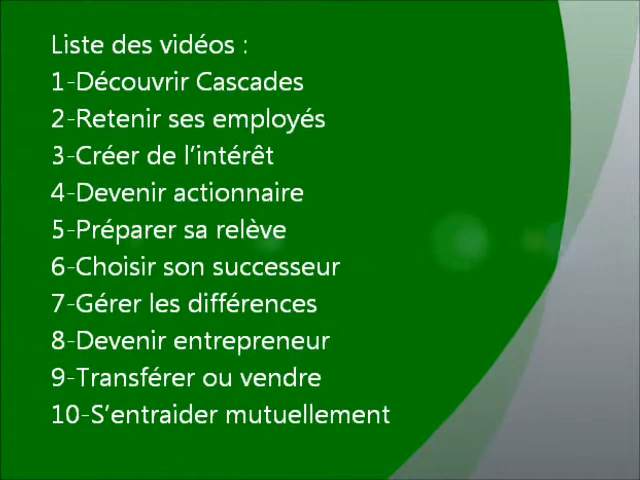 Liste des vidéos :
1-Découvrir Cascades
2-Retenir ses employés
3-Créer de l’intérêt
4-Devenir actionnaire
5-Préparer sa relève
6-Choisir son successeur
7-Gérer les différences
8-Devenir entrepreneur
9-Transférer ou vendre
10-S’entraider mutuellement